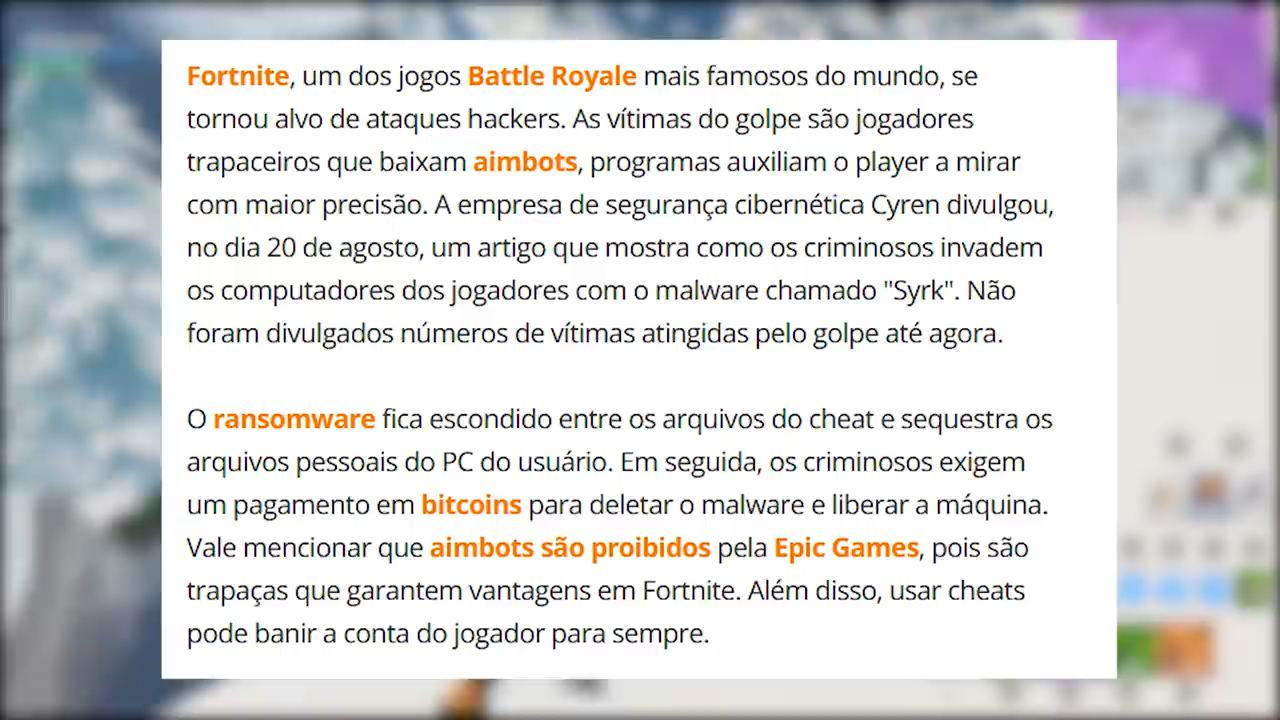 Fortnite, um dos jogos Battle Royale mais famosos do mundo, se
tornou alvo de ataques hackers. As vítimas do golpe são jogadores
trapaceiros que baixam aimbots, programas auxiliam o player a mirar
com maior precisão. A empresa de segurança cibernética Cyren divulgou,
no dia 20 de agosto, um artigo que mostra como os criminosos invadem
os computadores dos jogadores com o malware chamado "Syrk". Não
foram divulgados números de vítimas atingidas pelo golpe até agora.
O ransomware fica escondido entre os arquivos do cheat e sequestra os
arquivos pessoais do PC do usuário. Em seguida, os criminosos exigem
um pagamento em bitcoins para deletar o malware e liberar a máquina.
Vale mencionar que aimbots são proibidos pela Epic Games, pois são
trapaças que garantem vantagens em Fortnite. Além disso, usar cheats
pode banir a conta do jogador para sempre.